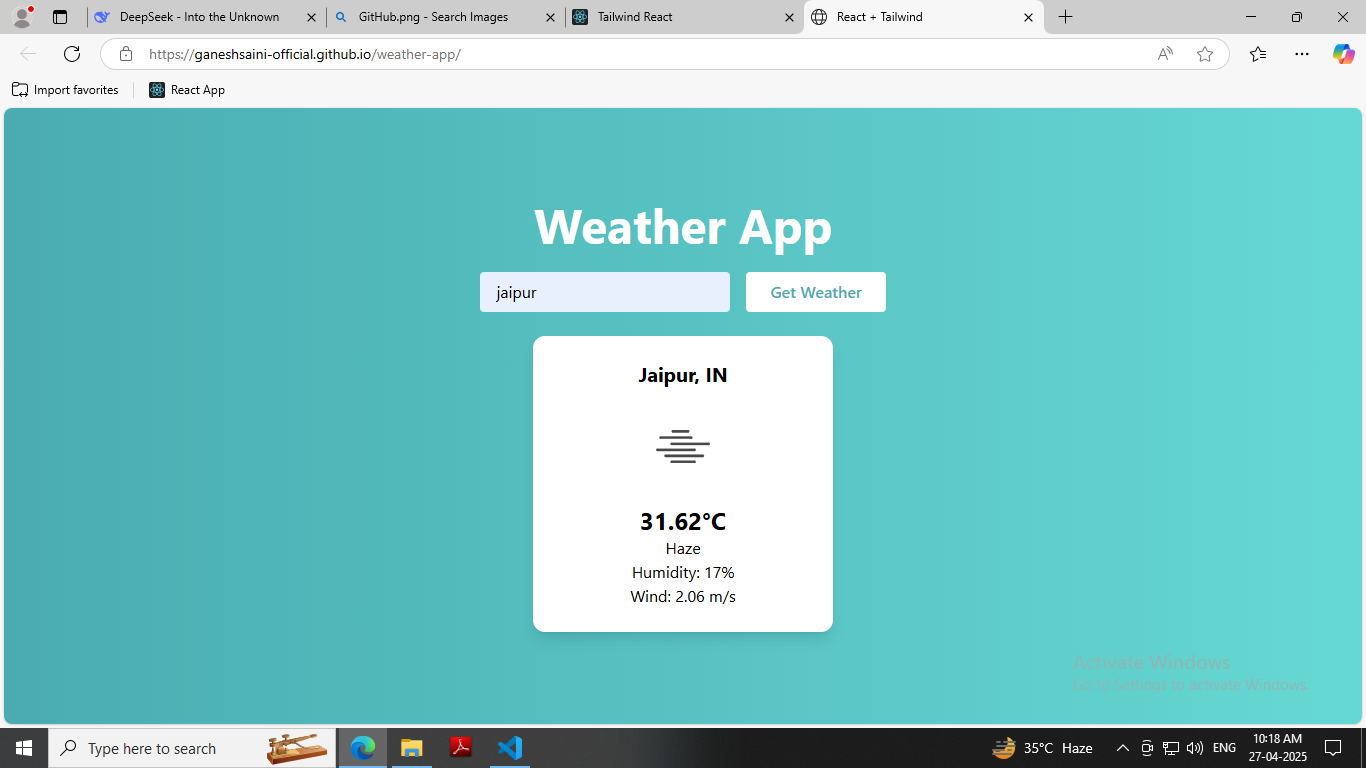 DeepSeek - Into the Unknown
GitHub.png - Search Images
Tailwind React
React + Tailwind
https://ganeshsaini-official.github.io/weather-app/
Import favorites
React App
Weather App
jaipur
Get Weather
Jaipur, IN
31.62°C
Haze
Humidity: 17%
Wind: 2.06 m/s
Activate Windows
Go to Settings to activate Windows.
Type here to search
35°C Haze
ENG
10:18 AM
27-04-2025